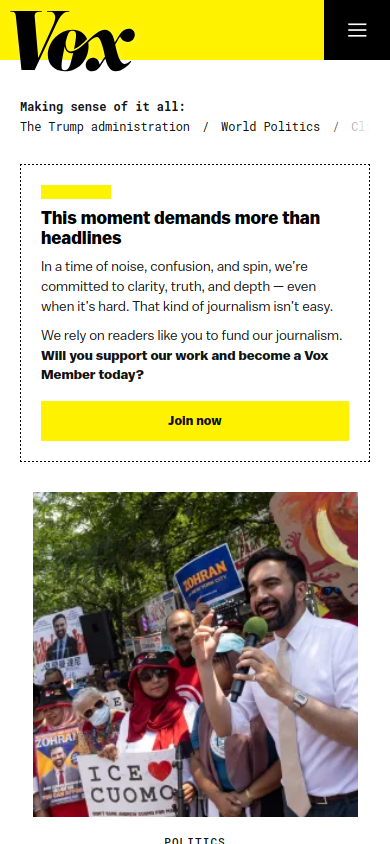 Vox
Making sense of it all:
The Trump administration / World Politics / Cl
This moment demands more than
headlines
In a time of noise, confusion, and spin, we're
committed to clarity, truth, and depth — even
when it's hard. That kind of journalism isn't easy.
We rely on readers like you to fund our journalism.
Will you support our work and become a Vox
Member today?
Join now
ZOHRAN
NEW YORK CITY
ZOHRAN
ICE ❤ CUOMO
POLITICS